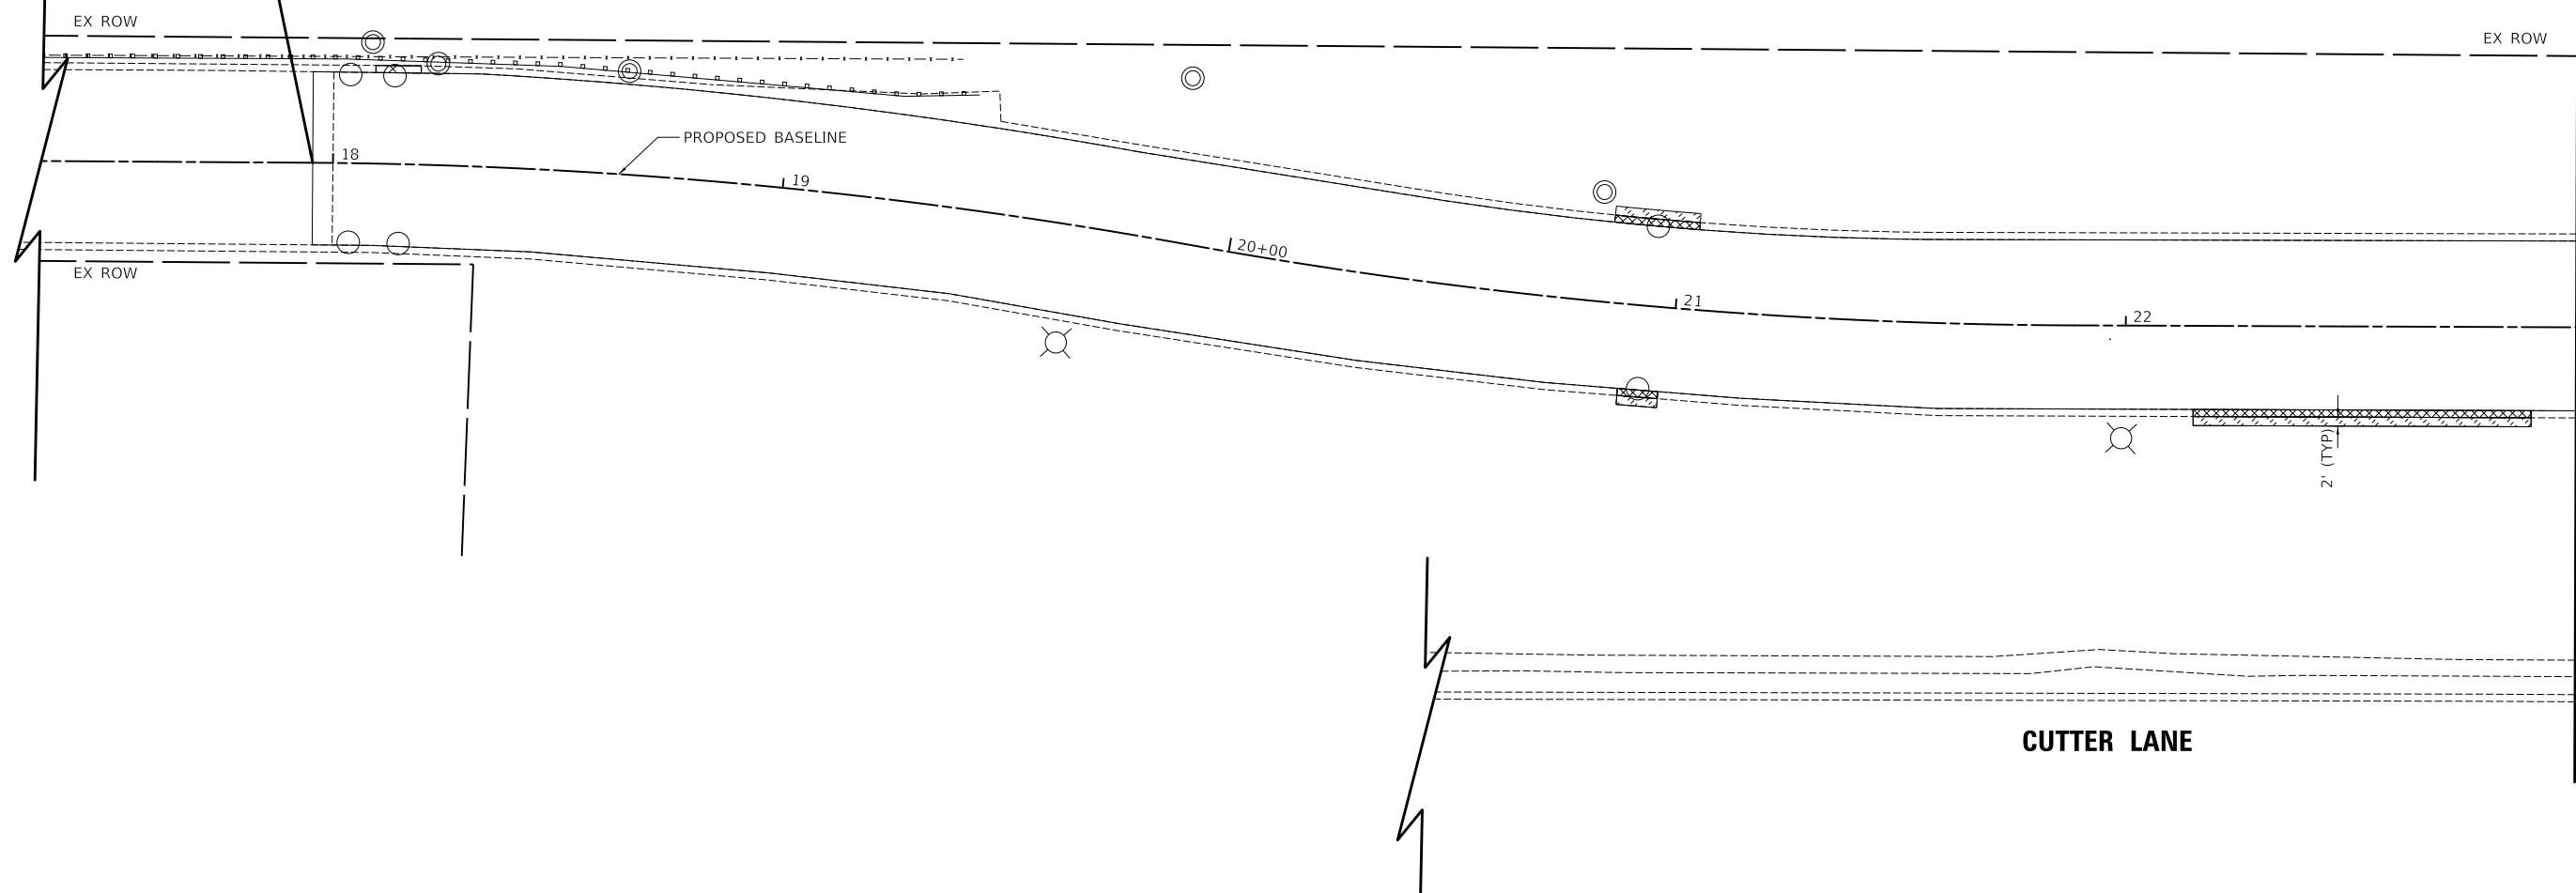 EX ROW
EX ROW
PROPOSED BASELINE
18
19
20+00
EX ROW
21
22
2' (TYP)
CUTTER LANE